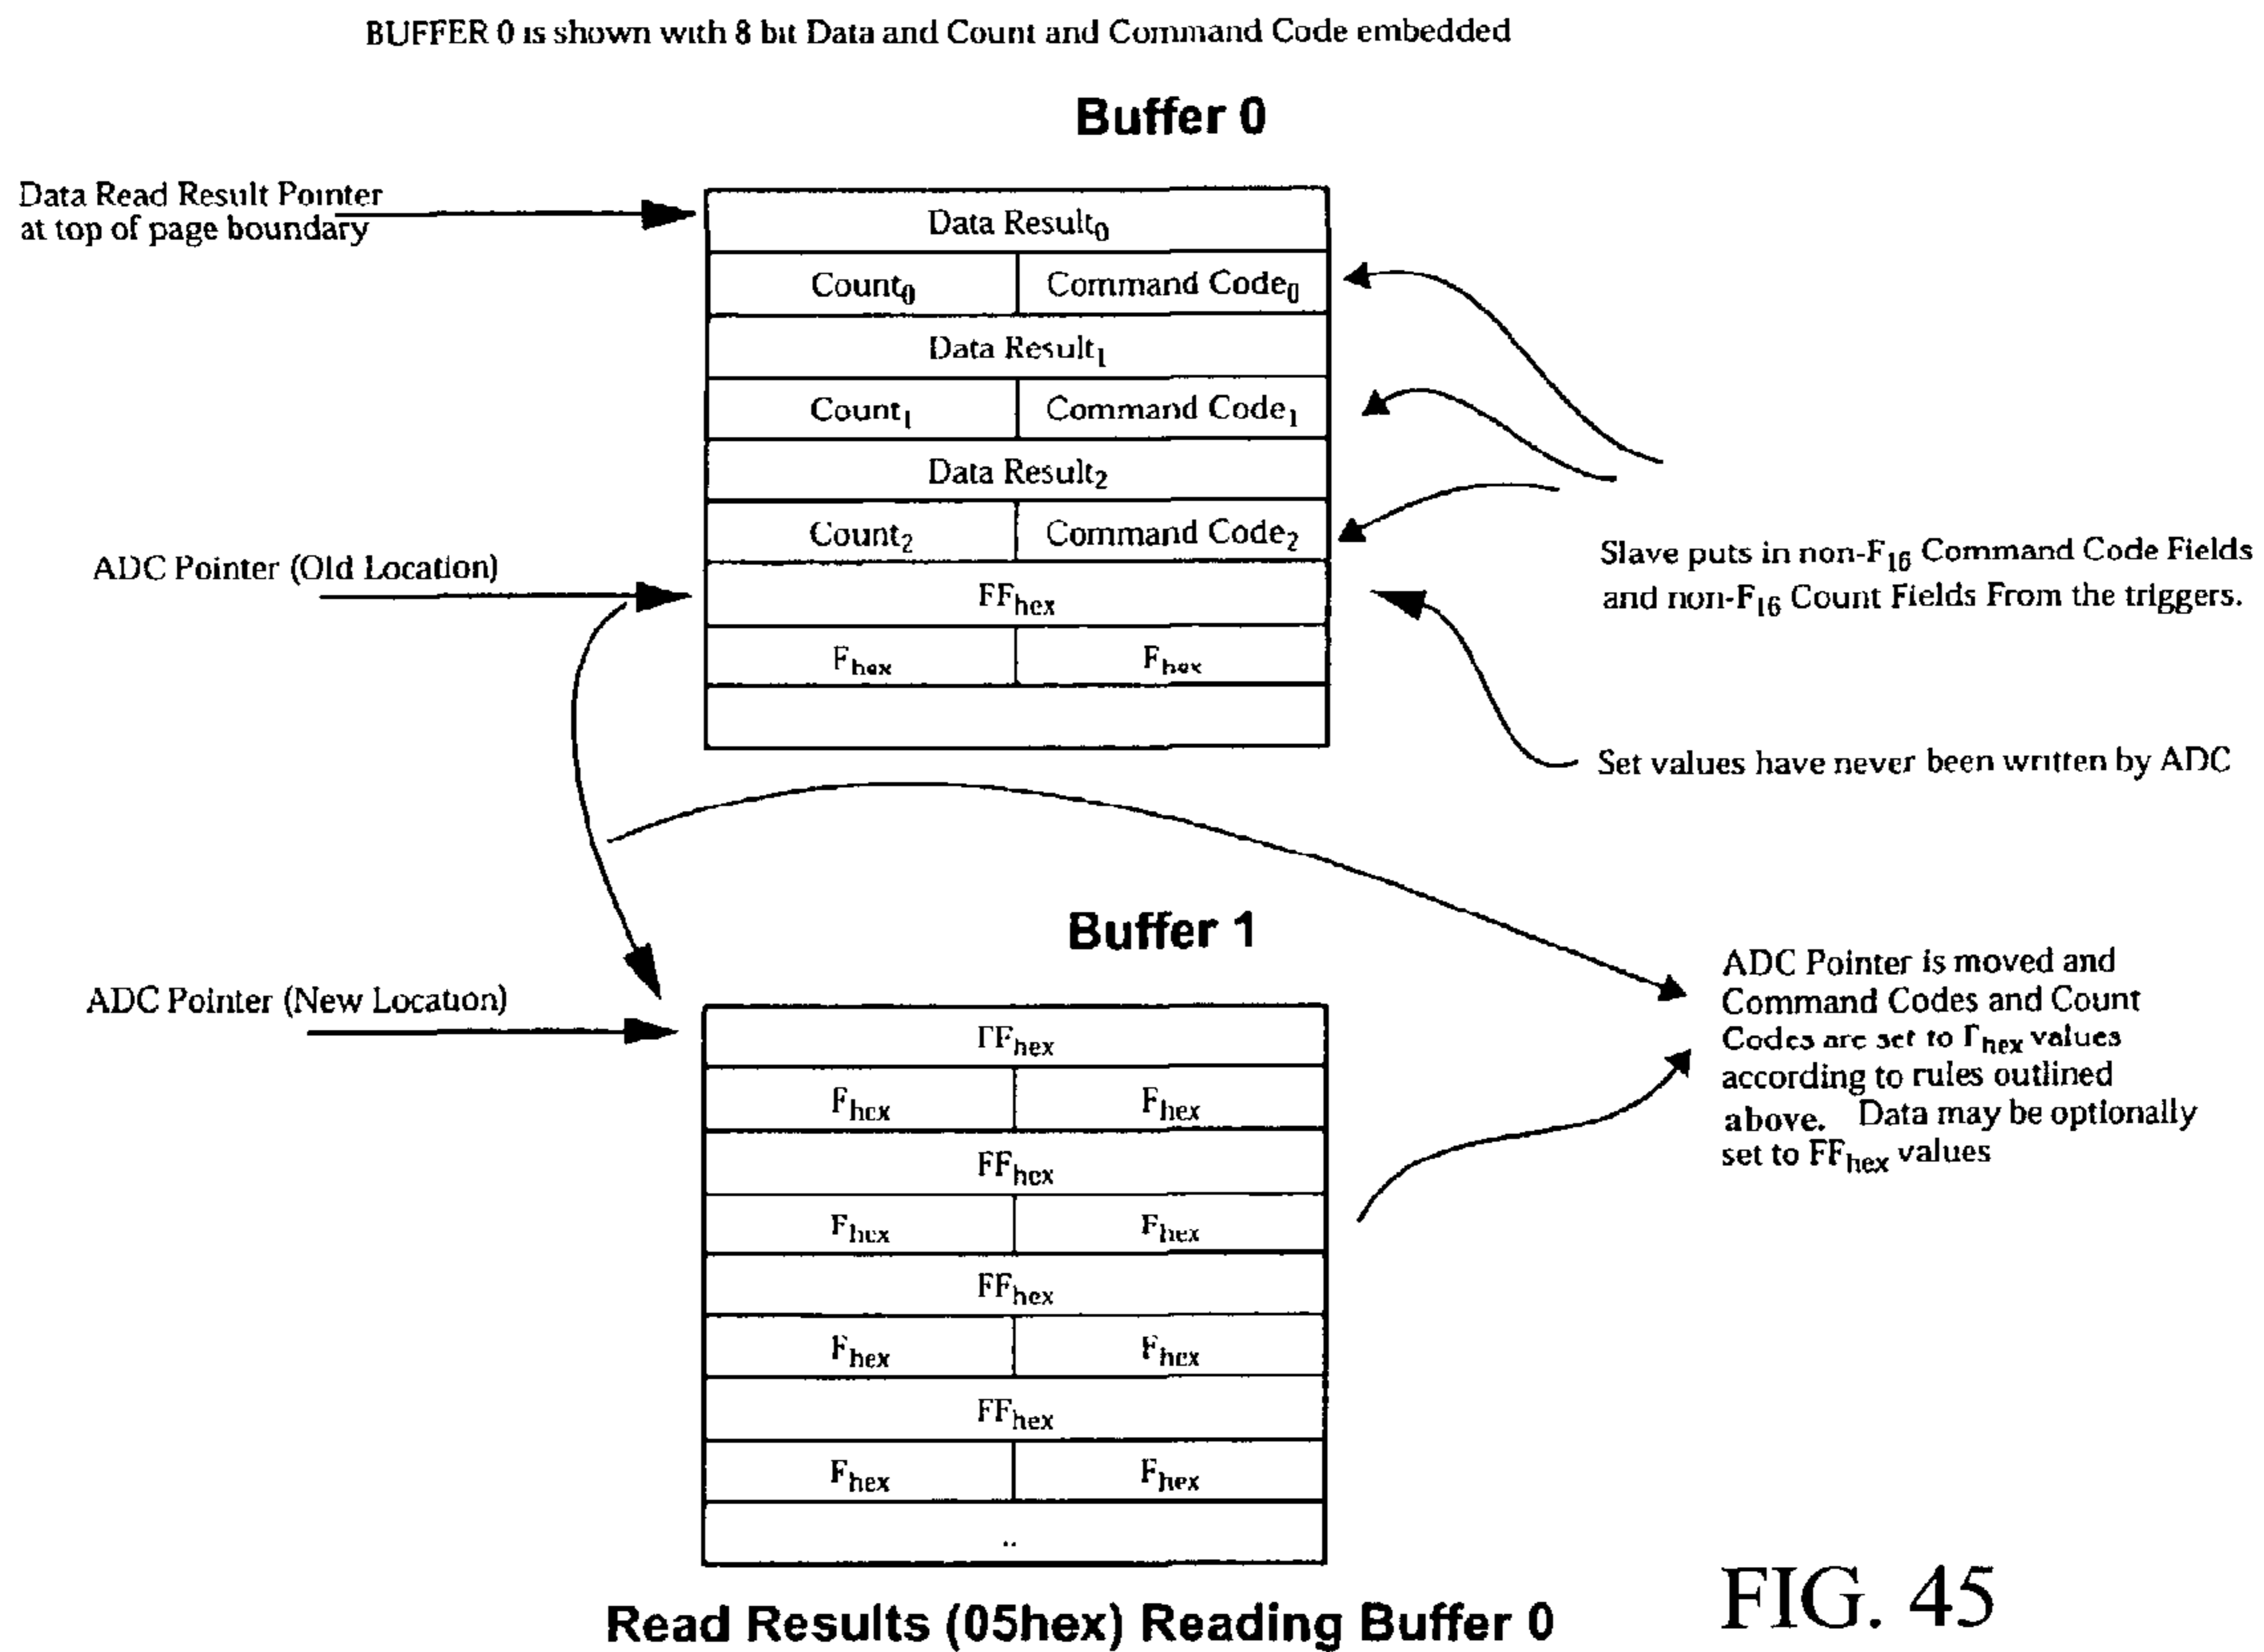 BUFFER 0 is shown with 8 bit Data and Count and Command Code embedded
Buffer 0
Data Read Result Pointer
at top of page boundary
Data Result0
Count0 Command Code0
Data Result1
Count1 Command Code1
Data Result2
Count2 Command Code2
ADC Pointer (Old Location)
FFhex
Fhex Fhex
Slave puts in non-F16 Command Code Fields
and non-F16 Count Fields From the triggers.
Set values have never been written by ADC
Buffer 1
ADC Pointer (New Location)
FFhex
Fhex Fhex
FFhex
Fhex Fhex
FFhex
Fhex Fhex
FFhex
Fhex Fhex
..
ADC Pointer is moved and
Command Codes and Count
Codes are set to Fhex values
according to rules outlined
above. Data may be optionally
set to FFhex values
Read Results (05hex) Reading Buffer 0
FIG. 45